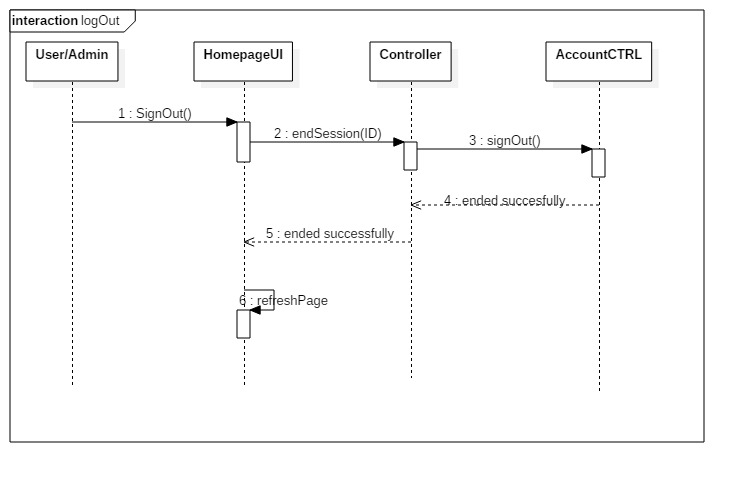 interaction logOut
User/Admin
HomepageUI
Controller
AccountCTRL
1 : SignOut()
2 : endSession(ID)
3 : signOut()
4 : ended succesfully
5 : ended successfully
6 : refreshPage